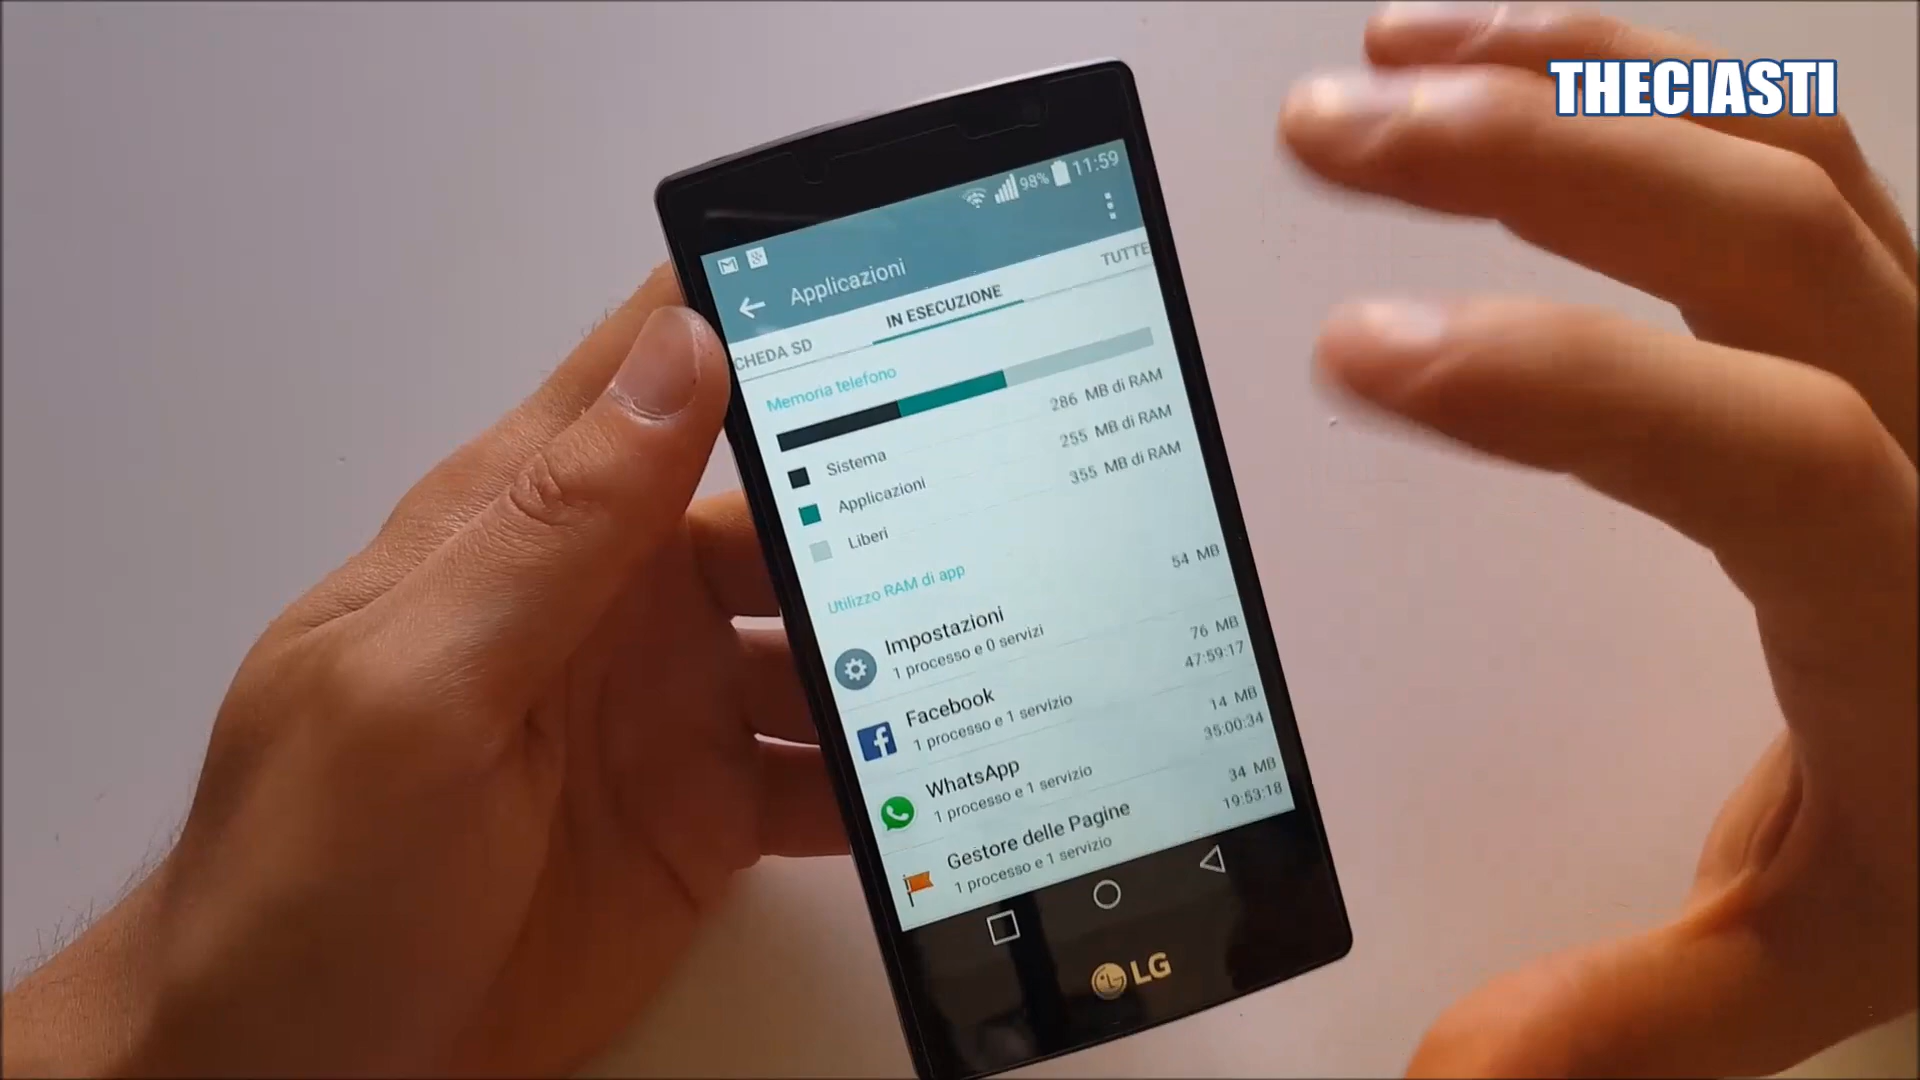 THECIASTI
98% 11:59
Applicazioni
CHEDA SD IN ESECUZIONE TUTTE
Memoria telefono
Sistema 286 MB di RAM
Applicazioni 255 MB di RAM
Liberi 355 MB di RAM
Utilizzo RAM di app
Impostazioni 54 MB
1 processo e 0 servizi
Facebook 76 MB
1 processo e 1 servizio 47:59:17
WhatsApp 14 MB
1 processo e 1 servizio 35:00:34
Gestore delle Pagine 34 MB
1 processo e 1 servizio 19:53:18
LG